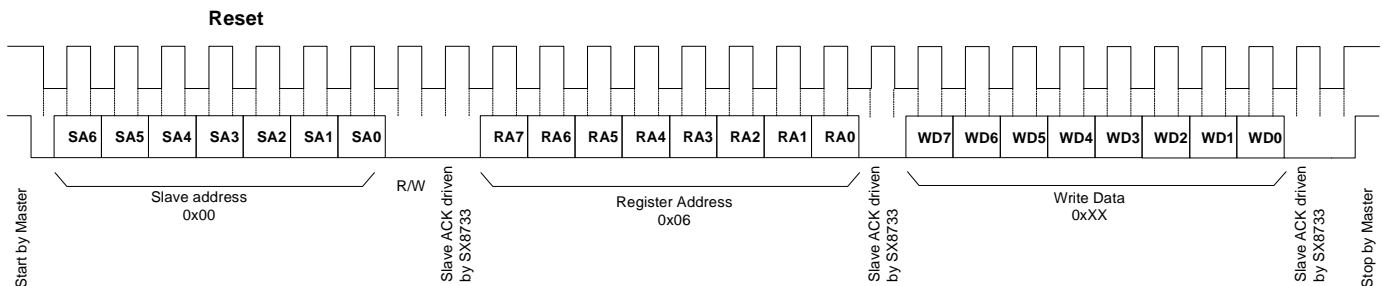 Reset
SA6 SA5 SA4 SA3 SA2 SA1 SA0 RA7 RA6 RA5 RA4 RA3 RA2 RA1 RA0 WD7 WD6 WD5 WD4 WD3 WD2 WD1 WD0
Start by Master
Slave address
0x00
R/W
Slave ACK driven
by SX8733
Register Address
0x06
Slave ACK driven
by SX8733
Write Data
0xXX
Slave ACK driven
by SX8733
Stop by Master